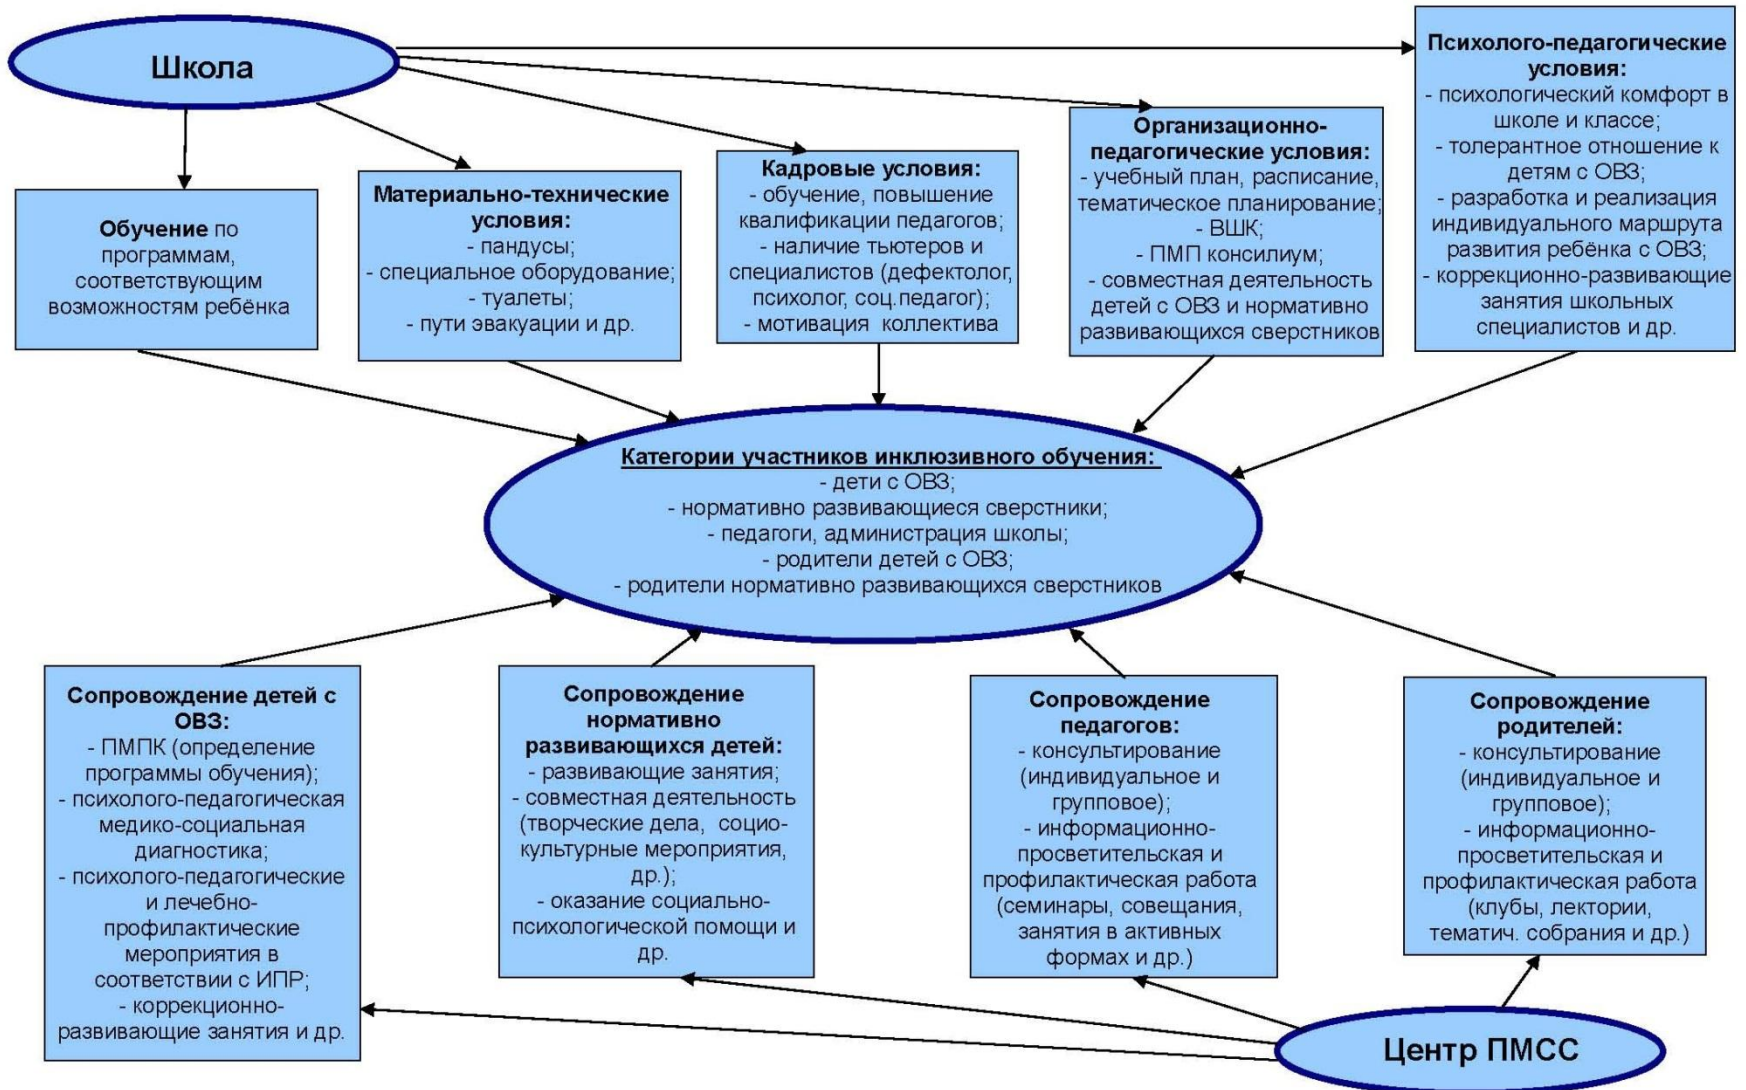 Школа
Обучение по
программам,
соответствующим
возможностям ребёнка
Материально-технические
условия:
- пандусы;
- специальное оборудование;
- туалеты;
- пути эвакуации и др.
Кадровые условия:
- обучение, повышение
квалификации педагогов;
- наличие тьютеров и
специалистов (дефектолог,
психолог, соц.педагог);
- мотивация коллектива
Организационно-
педагогические условия:
- учебный план, расписание,
тематическое планирование;
- ВШК;
- ПМП консилиум;
- совместная деятельность
детей с ОВЗ и нормативно
развивающихся сверстников
Психолого-педагогические
условия:
- психологический комфорт в
школе и классе;
- толерантное отношение к
детям с ОВЗ;
- разработка и реализация
индивидуального маршрута
развития ребёнка с ОВЗ;
- коррекционно-развивающие
занятия школьных
специалистов и др.
Категории участников инклюзивного обучения:
- дети с ОВЗ;
- нормативно развивающиеся сверстники;
- педагоги, администрация школы;
- родители детей с ОВЗ;
- родители нормативно развивающихся сверстников
Сопровождение детей с
ОВЗ:
- ПМПК (определение
программы обучения);
- психолого-педагогическая
медико-социальная
диагностика;
- психолого-педагогические
и лечебно-
профилактические
мероприятия в
соответствии с ИПР;
- коррекционно-
развивающие занятия и др.
Сопровождение
нормативно
развивающихся детей:
- развивающие занятия;
- совместная деятельность
(творческие дела, социо-
культурные мероприятия,
др.);
- оказание социально-
психологической помощи и
др.
Сопровождение
педагогов:
- консультирование
(индивидуальное и
групповое);
- информационно-
просветительская и
профилактическая работа
(семинары, совещания,
занятия в активных
формах и др.)
Сопровождение
родителей:
- консультирование
(индивидуальное и
групповое);
- информационно-
просветительская и
профилактическая работа
(клубы, лектории,
тематич. собрания и др.)
Центр ПМСС